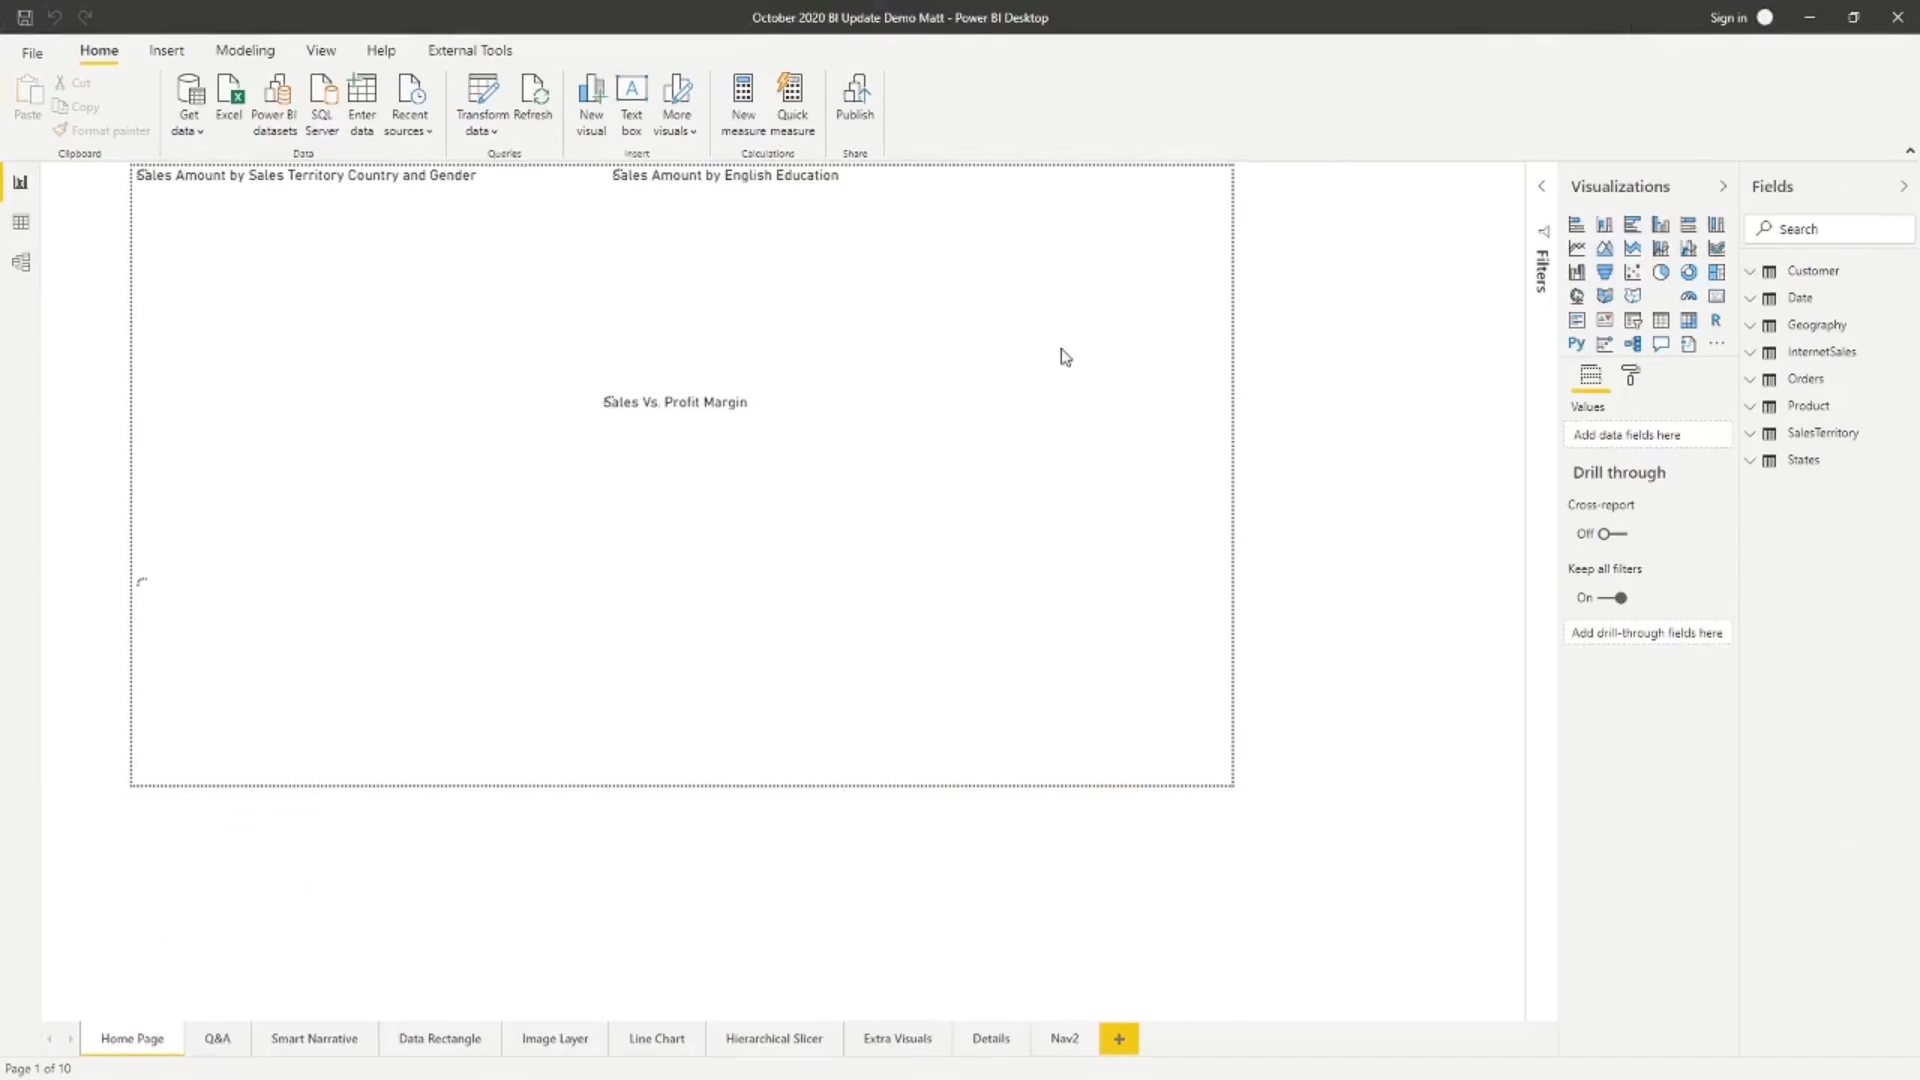 October 2020 BI Update Demo Matt - Power BI Desktop
Sign in
File
Home
Insert
Modeling
View
Help
External Tools
Paste
Cut
Copy
Format painter
Clipboard
Get data
Excel
Power BI datasets
SQL Server
Enter data
Recent sources
Data
Transform data
Refresh
Queries
New visual
Text box
More visuals
Insert
New measure
Quick measure
Calculations
Publish
Share
Sales Amount by Sales Territory Country and Gender
Sales Amount by English Education
Sales Vs. Profit Margin
Filters
Visualizations
R
Py
Values
Add data fields here
Drill through
Cross-report
Off
Keep all filters
On
Add drill-through fields here
Fields
Search
Customer
Date
Geography
InternetSales
Orders
Product
SalesTerritory
States
Home Page
Q&A
Smart Narrative
Data Rectangle
Image Layer
Line Chart
Hierarchical Slicer
Extra Visuals
Details
Nav2
+
Page 1 of 10